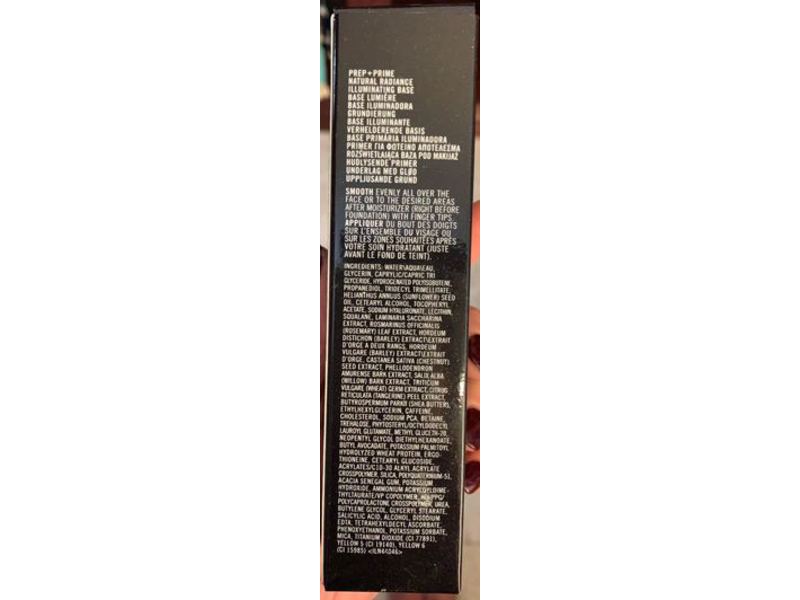 PREP+PRIME
NATURAL RADIANCE
ILLUMINATING BASE
BASE LUMIÈRE
BASE ILUMINADORA
GRUNDIERUNG
BASE ILLUMINANTE
VERHELDERENDE BASIS
BASE PRIMÁRIA ILUMINADORA
PRIMER ΓΙΑ ΦΩΤΕΙΝΟ ΑΠΟΤΕΛΕΣΜΑ
ROZŚWIETLAJĄCA BAZA POD MAKIJAŻ
HUDLYSENDE PRIMER
UNDERLAG MED GLØD
UPPLJUSANDE GRUND
SMOOTH EVENLY ALL OVER THE
FACE OR TO THE DESIRED AREAS
AFTER MOISTURIZER (RIGHT BEFORE
FOUNDATION) WITH FINGER TIPS.
APPLIQUER DU BOUT DES DOIGTS
SUR L'ENSEMBLE DU VISAGE OU
SUR LES ZONES SOUHAITÉES APRÈS
VOTRE SOIN HYDRATANT (JUSTE
AVANT LE FOND DE TEINT).
INGREDIENTS: WATER\AQUA\EAU,
GLYCERIN, CAPRYLIC/CAPRIC TRI
GLYCERIDE, HYDROGENATED POLYISOBUTENE,
PROPANEDIOL, TRIDECYL TRIMELLITATE,
HELIANTHUS ANNUUS (SUNFLOWER) SEED
OIL, CETEARYL ALCOHOL, TOCOPHERYL
ACETATE, SODIUM HYALURONATE, LECITHIN,
SQUALANE, LAMINARIA SACCHARINA
EXTRACT, ROSMARINUS OFFICINALIS
(ROSEMARY) LEAF EXTRACT, HORDEUM
DISTICHON (BARLEY) EXTRACT\EXTRAIT
D'ORGE A DEUX RANGS, HORDEUM
VULGARE (BARLEY) EXTRACT\EXTRAIT
D'ORGE, CASTANEA SATIVA (CHESTNUT)
SEED EXTRACT, PHELLODENDRON
AMURENSE BARK EXTRACT, SALIX ALBA
(WILLOW) BARK EXTRACT, TRITICUM
VULGARE (WHEAT) GERM EXTRACT, CITRUS
RETICULATA (TANGERINE) PEEL EXTRACT,
BUTYROSPERMUM PARKII (SHEA BUTTER),
ETHYLHEXYLGLYCERIN, CAFFEINE,
CHOLESTEROL, SODIUM PCA, BETAINE,
TREHALOSE, PHYTOSTERYL/OCTYLDODECYL
LAUROYL GLUTAMATE, METHYL GLUCETH-20,
NEOPENTYL GLYCOL DIETHYLHEXANOATE,
BUTYL AVOCADATE, POTASSIUM PALMITOYL
HYDROLYZED WHEAT PROTEIN, ERGO-
THIONEINE, CETEARYL GLUCOSIDE,
ACRYLATES/C10-30 ALKYL ACRYLATE
CROSSPOLYMER, SILICA, POLYQUATERNIUM-51,
ACACIA SENEGAL GUM, POTASSIUM
HYDROXIDE, AMMONIUM ACRYLOYLDIME-
THYLTAURATE/VP COPOLYMER, HDI/PPG/
POLYCAPROLACTONE CROSSPOLYMER, UREA,
BUTYLENE GLYCOL, GLYCERYL STEARATE,
SALICYLIC ACID, ALCOHOL, DISODIUM
EDTA, TETRAHEXYLDECYL ASCORBATE,
PHENOXYETHANOL, POTASSIUM SORBATE,
MICA, TITANIUM DIOXIDE (CI 77891),
YELLOW 5 (CI 19140), YELLOW 6
(CI 15985) <ILN44046>